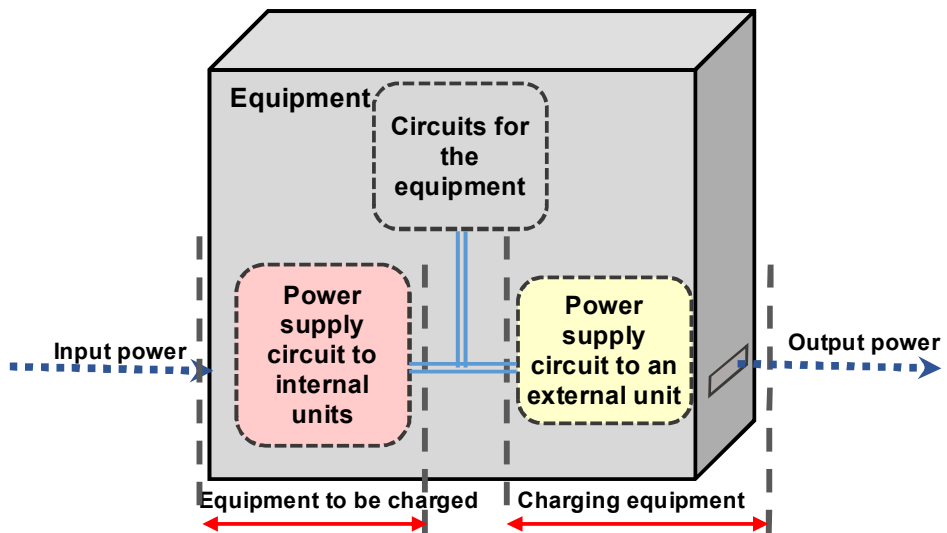 Equipment
Circuits for
the
equipment
Power
supply
circuit to
internal
units
Power
supply
circuit to an
external unit
Input power
Output power
Equipment to be charged
Charging equipment